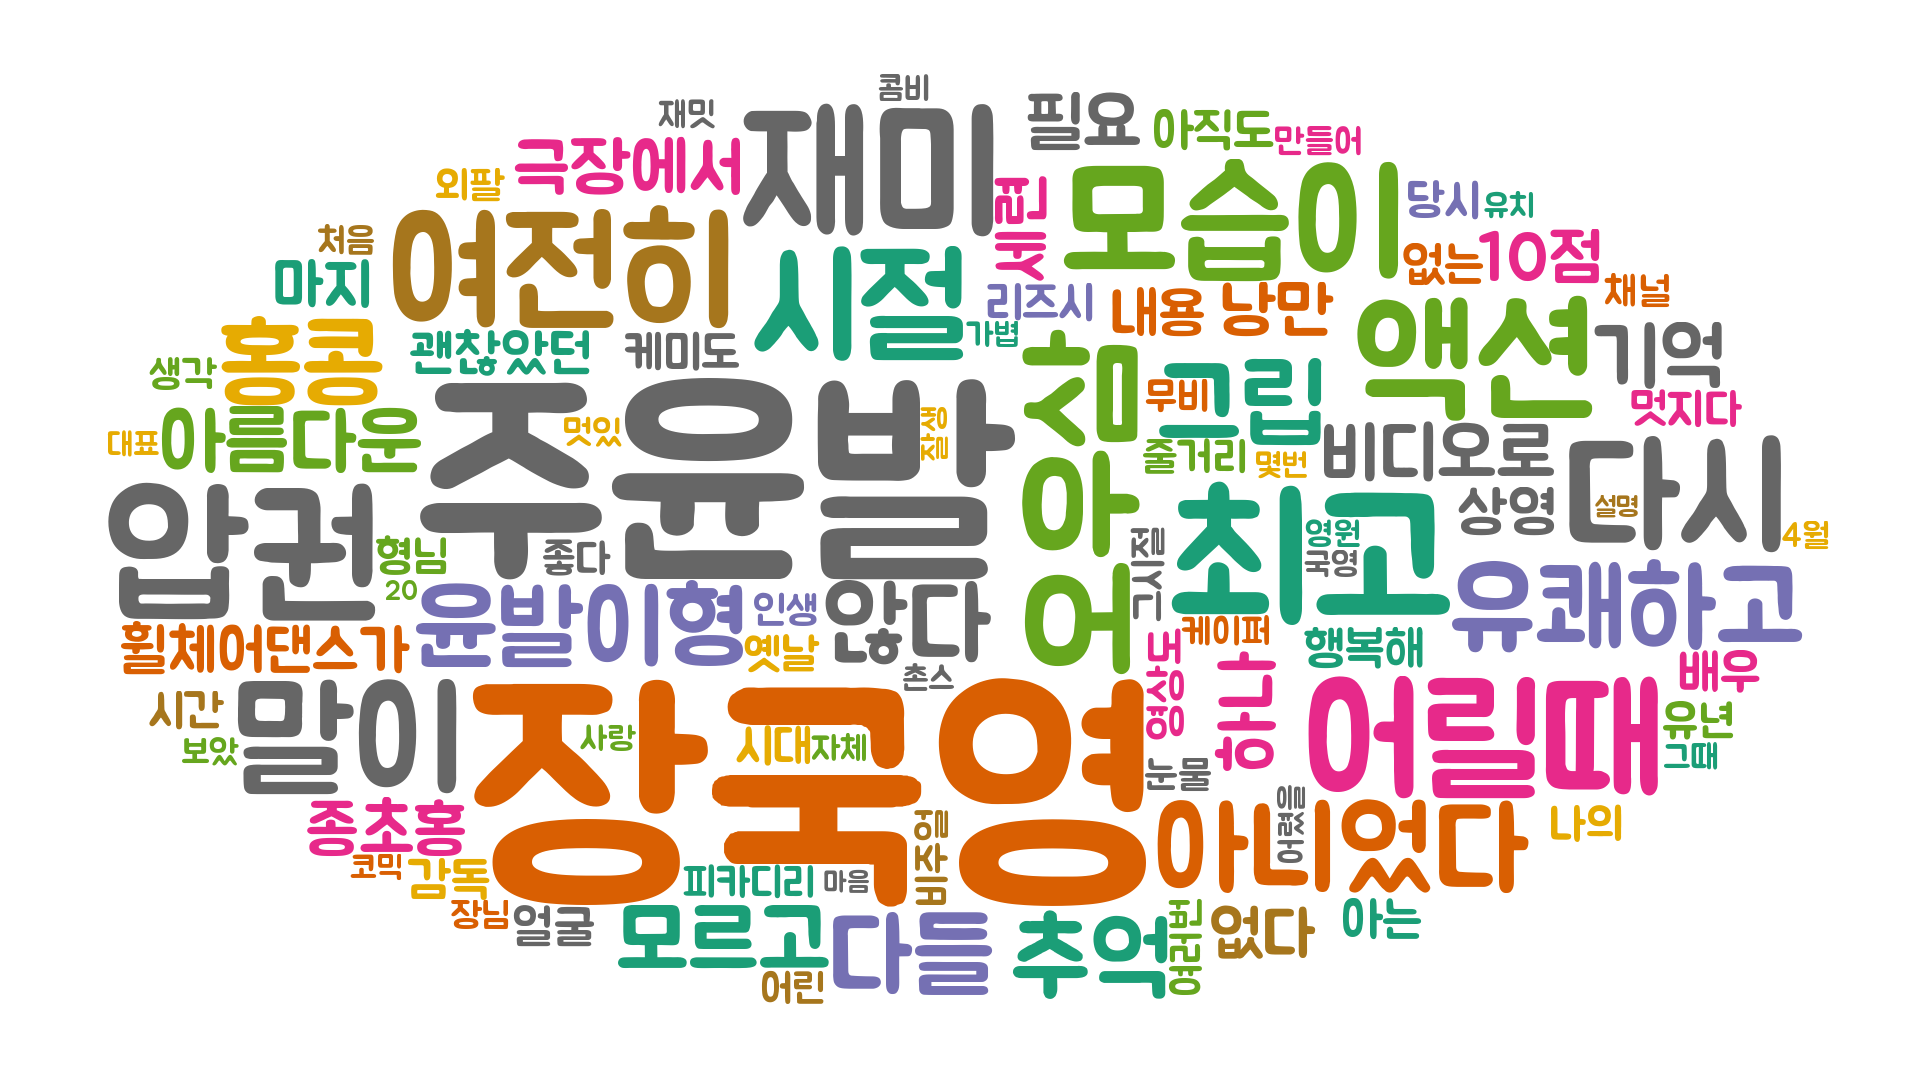 콤비
재밋
재미
필요
아직도
만들어
극장에서
외팔
세련
모습이
당시
유치
처음
여전히
시절
없는
10점
마지
리즈시
내용
낭만
채널
홍콩
괜찮았던
케미도
가볍
액션
기억
생각
아름다운
대표
주윤발
멋있
잘생
오우삼
무비
그립
멋지다
줄거리
몇번
비디오로
다시
압권
형님
20
좋다
그시절
최고
영원
국영
상영
설명
4월
휠체어댄스가
윤발이형
인생
옛날
않다
촌스
케이퍼
행복해
유쾌하고
시간
보았
말이
장국영
사랑
시대
자체
영상도
하나
어릴때
배우
유년
그때
눈물
종초홍
코믹
감독
장님
얼굴
피카디리
마음
비주얼
아니었다
어렸을
나의
모르고
어린
다들
추억
여러번
없다
아는